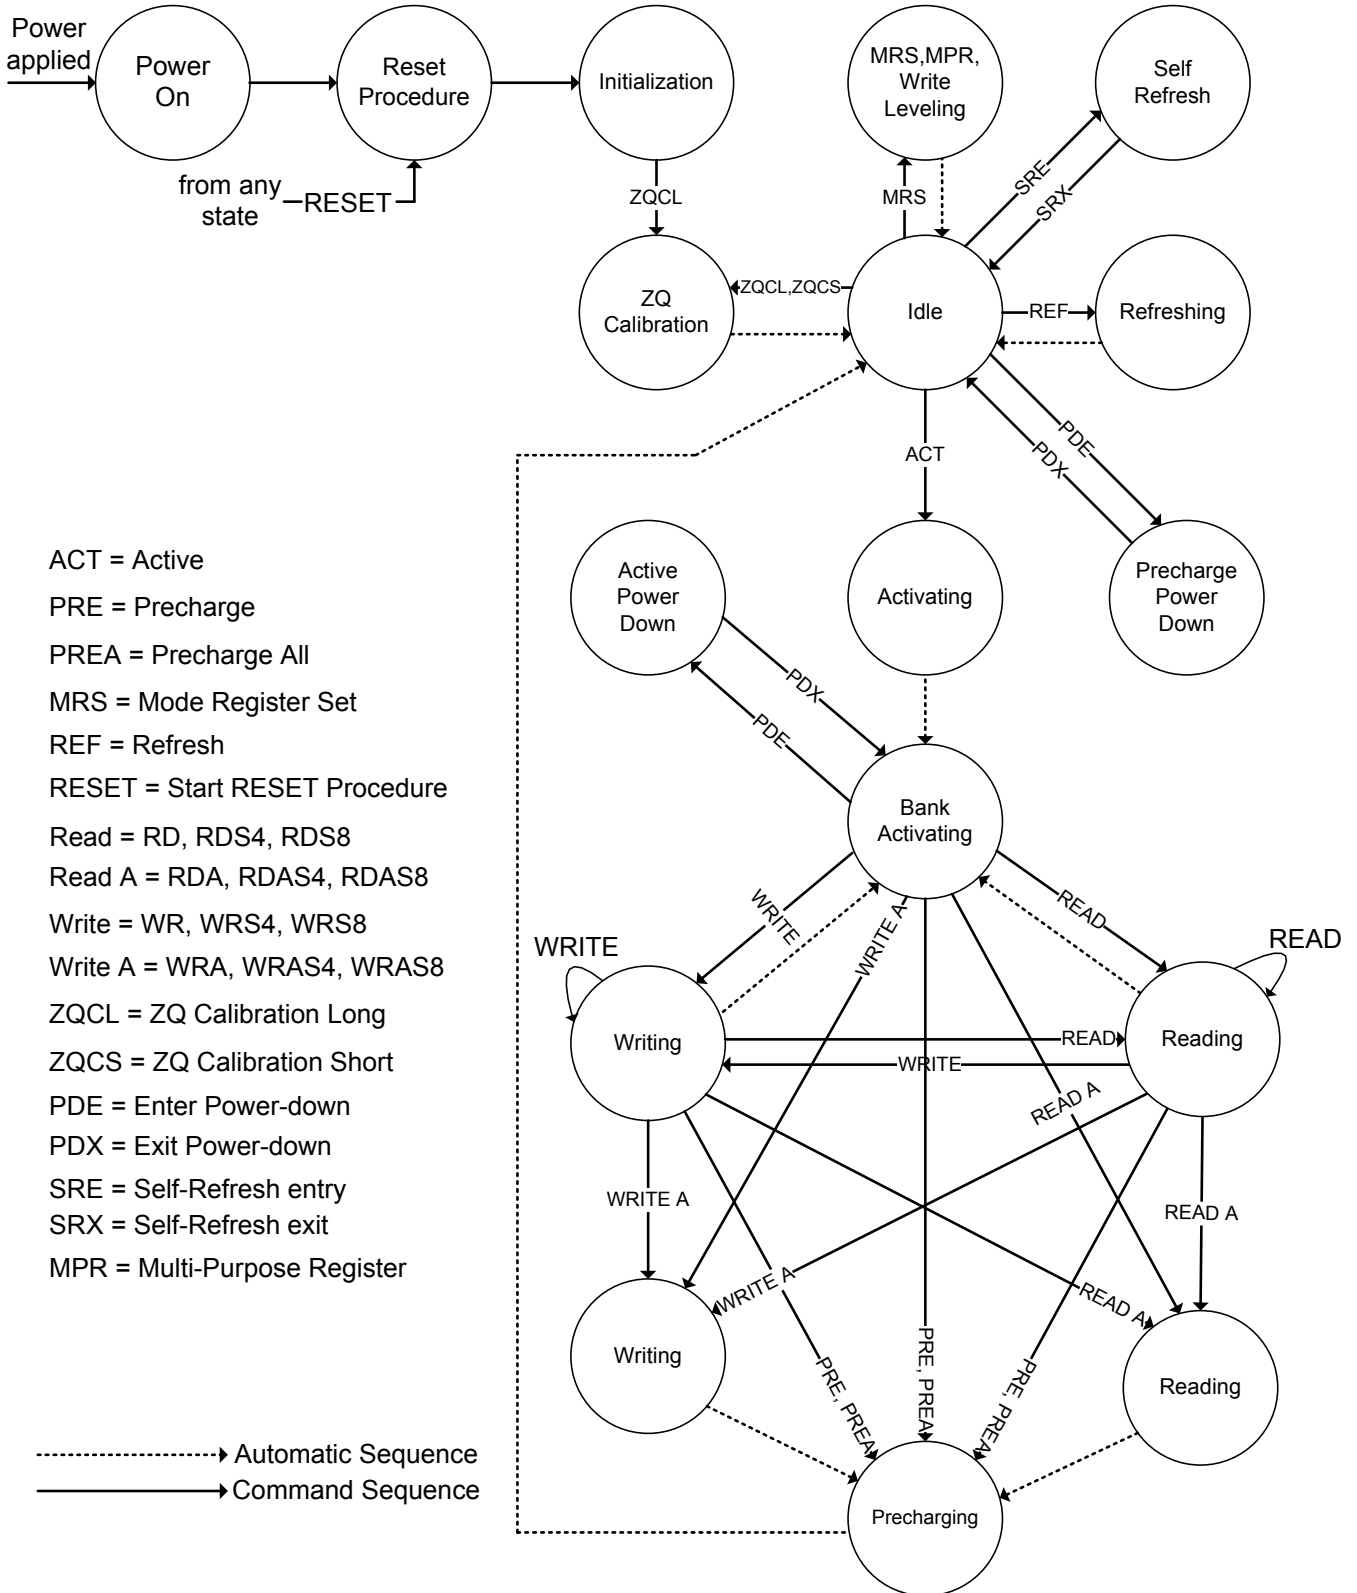 Power
applied
Power
On
Reset
Procedure
Initialization
MRS,MPR,
Write
Leveling
Self
Refresh
from any
state
RESET
ZQCL
MRS
SRE
SRX
ZQ
Calibration
ZQCL,ZQCS
Idle
REF
Refreshing
ACT
PDE
PDX
Active
Power
Down
Activating
Precharge
Power
Down
PDX
PDE
Bank
Activating
ACT = Active
PRE = Precharge
PREA = Precharge All
MRS = Mode Register Set
REF = Refresh
RESET = Start RESET Procedure
Read = RD, RDS4, RDS8
Read A = RDA, RDAS4, RDAS8
Write = WR, WRS4, WRS8
Write A = WRA, WRAS4, WRAS8
ZQCL = ZQ Calibration Long
ZQCS = ZQ Calibration Short
PDE = Enter Power-down
PDX = Exit Power-down
SRE = Self-Refresh entry
SRX = Self-Refresh exit
MPR = Multi-Purpose Register
WRITE
WRITE
WRITE A
READ
READ
Writing
READ
WRITE
Reading
READ A
WRITE A
READ A
WRITE A
READ A
Writing
PRE, PREA
PRE, PREA
PRE, PREA
Reading
Precharging
Automatic Sequence
Command Sequence